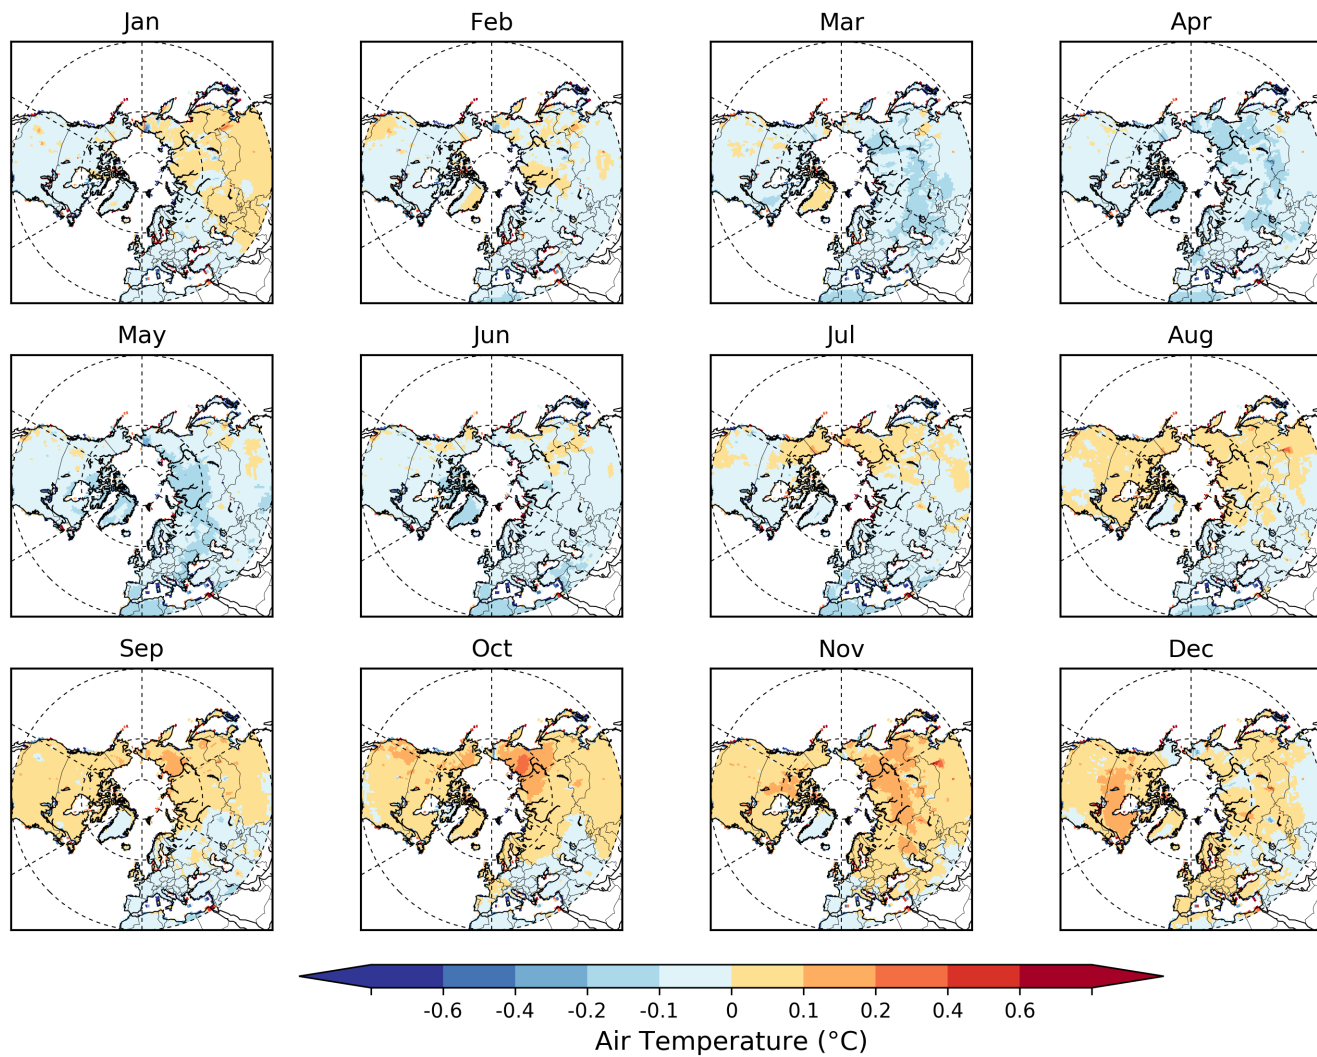 Jan Feb Mar Apr
May Jun Jul Aug
Sep Oct Nov Dec
-0.6 -0.4 -0.2 -0.1 0 0.1 0.2 0.4 0.6
Air Temperature (°C)